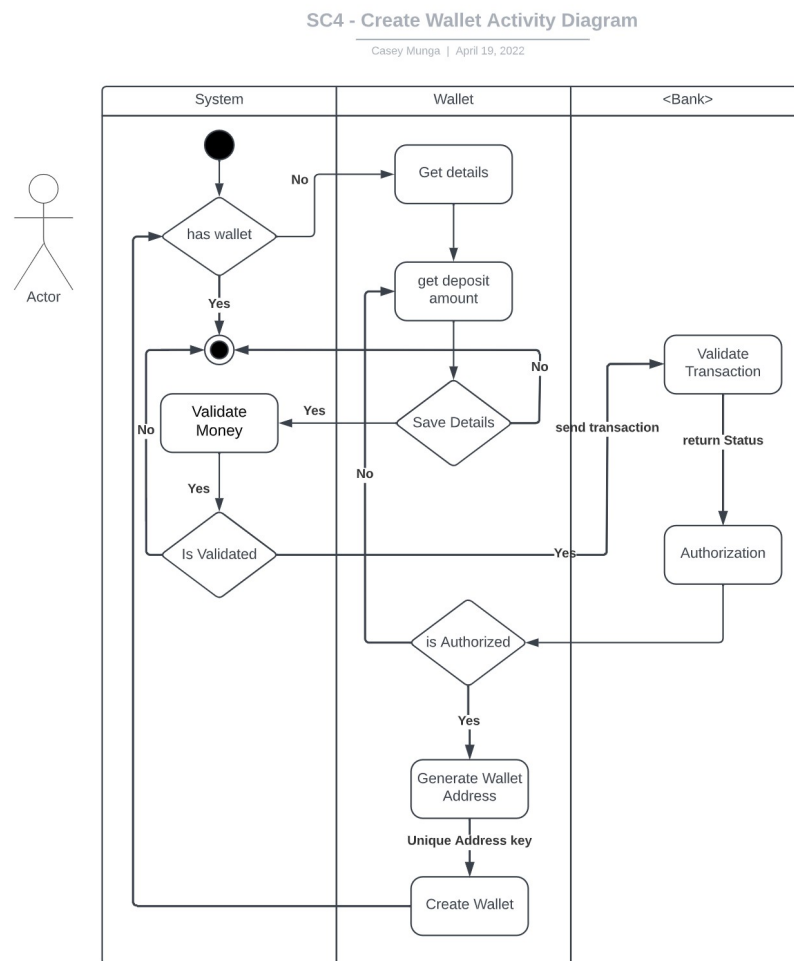 SC4 - Create Wallet Activity Diagram
Casey Munga | April 19, 2022
System
Wallet
<Bank>
No
Get details
has wallet
Actor
get deposit
amount
Yes
Validate
Transaction
No
Validate
Money
Yes
Save Details
send transaction
No
return Status
No
Yes
Is Validated
Yes
Authorization
is Authorized
Yes
Generate Wallet
Address
Unique Address key
Create Wallet